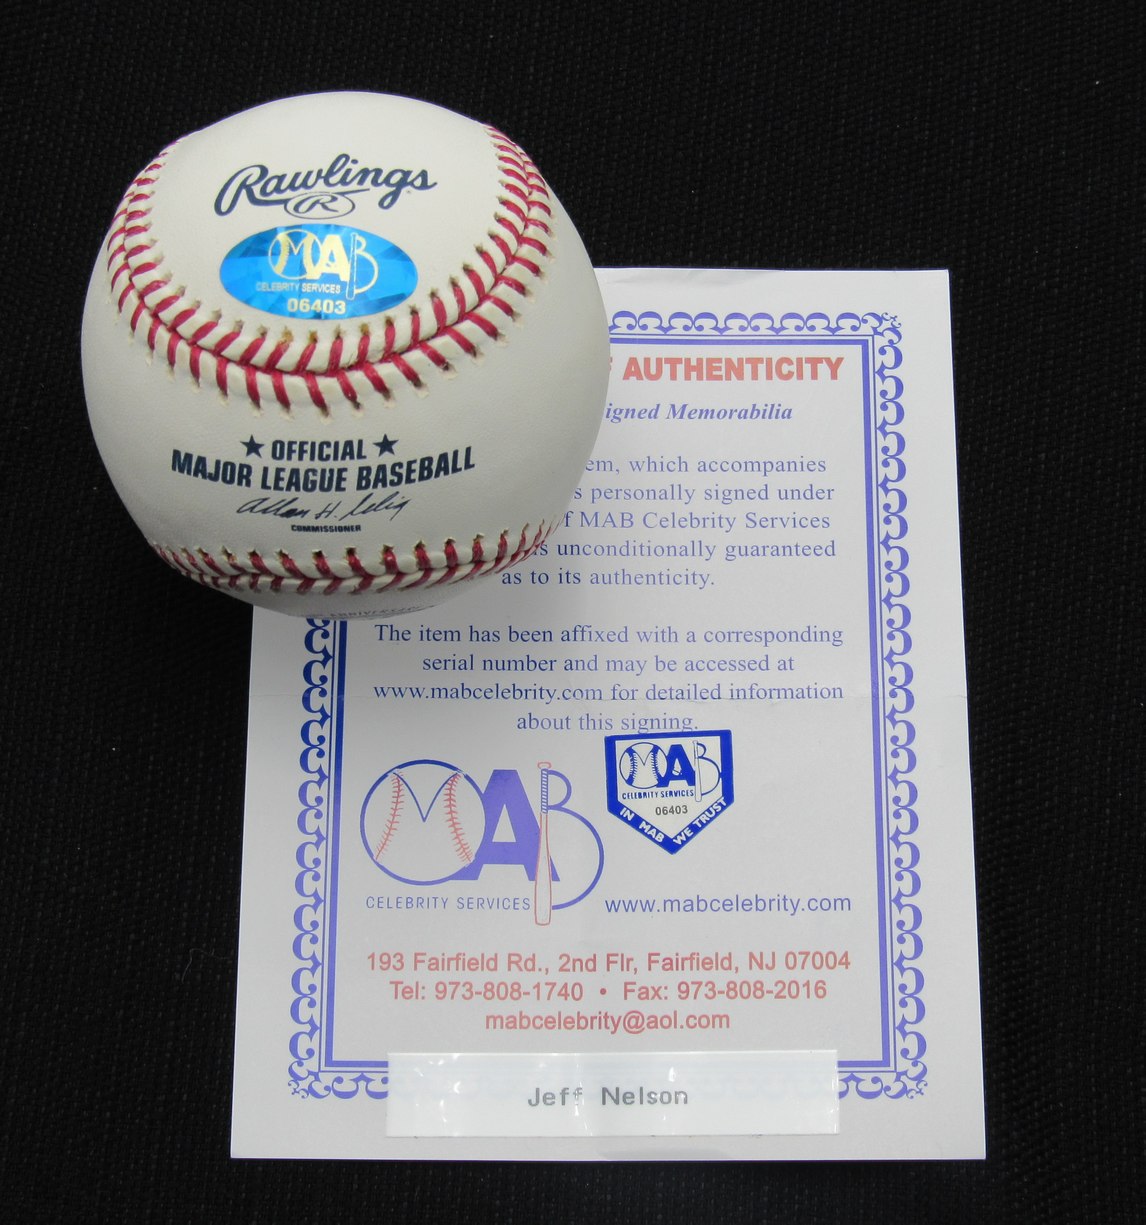 Rawlings
R
MAB
CELEBRITY SERVICES
06403
★ OFFICIAL ★
MAJOR LEAGUE BASEBALL
Allan H. Selig
COMMISSIONER
AUTHENTICITY
igned Memorabilia
em, which accompanies
s personally signed under
f MAB Celebrity Services
s unconditionally guaranteed
as to its authenticity.
The item has been affixed with a corresponding
serial number and may be accessed at
www.mabcelebrity.com for detailed information
about this signing.
MAB
CELEBRITY SERVICES
06403
IN MAB WE TRUST
MAB
CELEBRITY SERVICES
www.mabcelebrity.com
193 Fairfield Rd., 2nd Flr, Fairfield, NJ 07004
Tel: 973-808-1740 • Fax: 973-808-2016
mabcelebrity@aol.com
Jeff Nelson